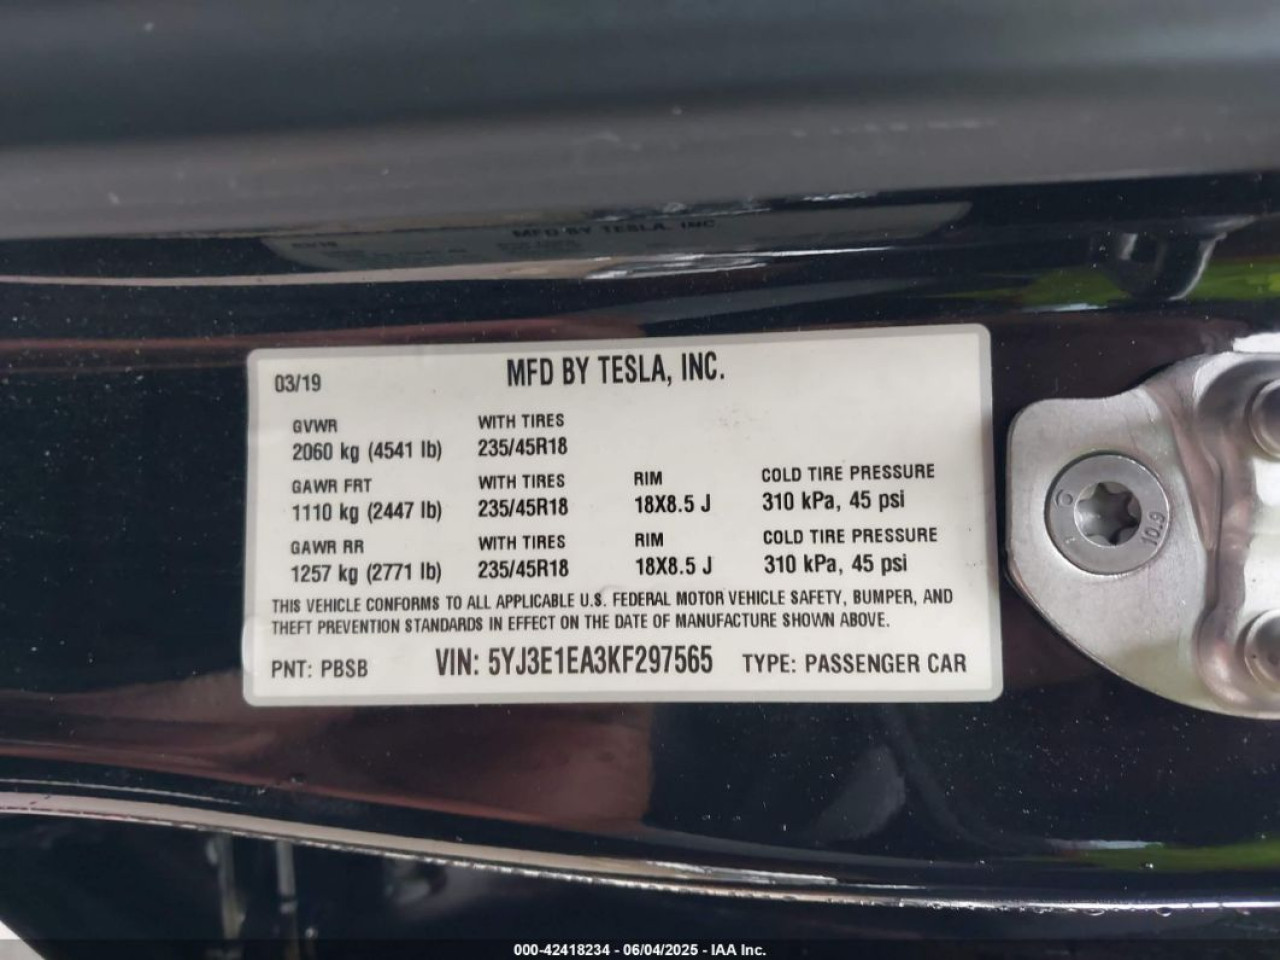 MFD BY TESLA, INC.
03/19
MFD BY TESLA, INC.
GVWR WITH TIRES
2060 kg (4541 lb) 235/45R18
GAWR FRT WITH TIRES RIM COLD TIRE PRESSURE
1110 kg (2447 lb) 235/45R18 18X8.5 J 310 kPa, 45 psi
GAWR RR WITH TIRES RIM COLD TIRE PRESSURE
1257 kg (2771 lb) 235/45R18 18X8.5 J 310 kPa, 45 psi
THIS VEHICLE CONFORMS TO ALL APPLICABLE U.S. FEDERAL MOTOR VEHICLE SAFETY, BUMPER, AND
THEFT PREVENTION STANDARDS IN EFFECT ON THE DATE OF MANUFACTURE SHOWN ABOVE.
PNT: PBSB VIN: 5YJ3E1EA3KF297565 TYPE: PASSENGER CAR
10.9
000-42418234 - 06/04/2025 - IAA Inc.